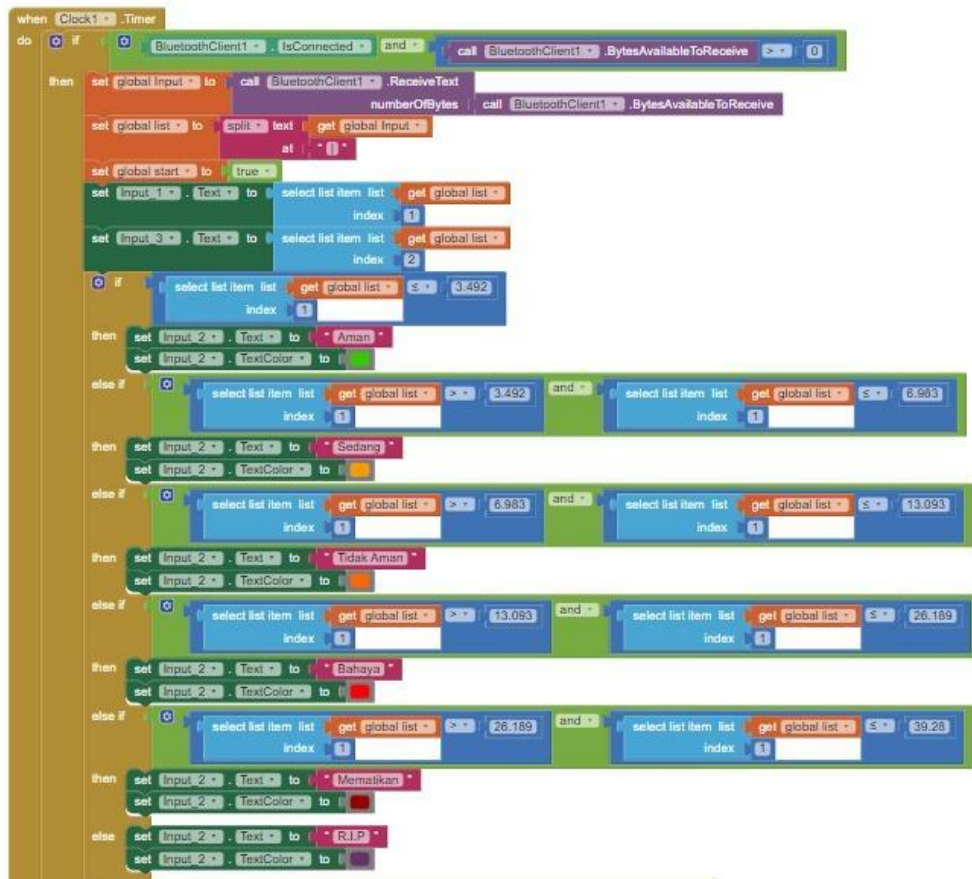 when Clock1 .Timer
do if BluetoothClient1 . IsConnected and call BluetoothClient1 .BytesAvailableToReceive > 0
then set global Input to call BluetoothClient1 .ReceiveText
numberOfBytes call BluetoothClient1 .BytesAvailableToReceive
set global list to split text get global Input
at " | "
set global start to true
set Input_1 . Text to select list item list get global list
index 1
set Input_3 . Text to select list item list get global list
index 2
if select list item list get global list ≤ 3.492
index 1
then set Input_2 . Text to " Aman "
set Input_2 . TextColor to
else if select list item list get global list > 3.492 and select list item list get global list ≤ 6.983
index 1 index 1
then set Input_2 . Text to " Sedang "
set Input_2 . TextColor to
else if select list item list get global list > 6.983 and select list item list get global list ≤ 13.093
index 1 index 1
then set Input_2 . Text to " Tidak Aman "
set Input_2 . TextColor to
else if select list item list get global list > 13.093 and select list item list get global list ≤ 26.189
index 1 index 1
then set Input_2 . Text to " Bahaya "
set Input_2 . TextColor to
else if select list item list get global list > 26.189 and select list item list get global list ≤ 39.28
index 1 index 1
then set Input_2 . Text to " Mematikan "
set Input_2 . TextColor to
else set Input_2 . Text to " R.I.P "
set Input_2 . TextColor to